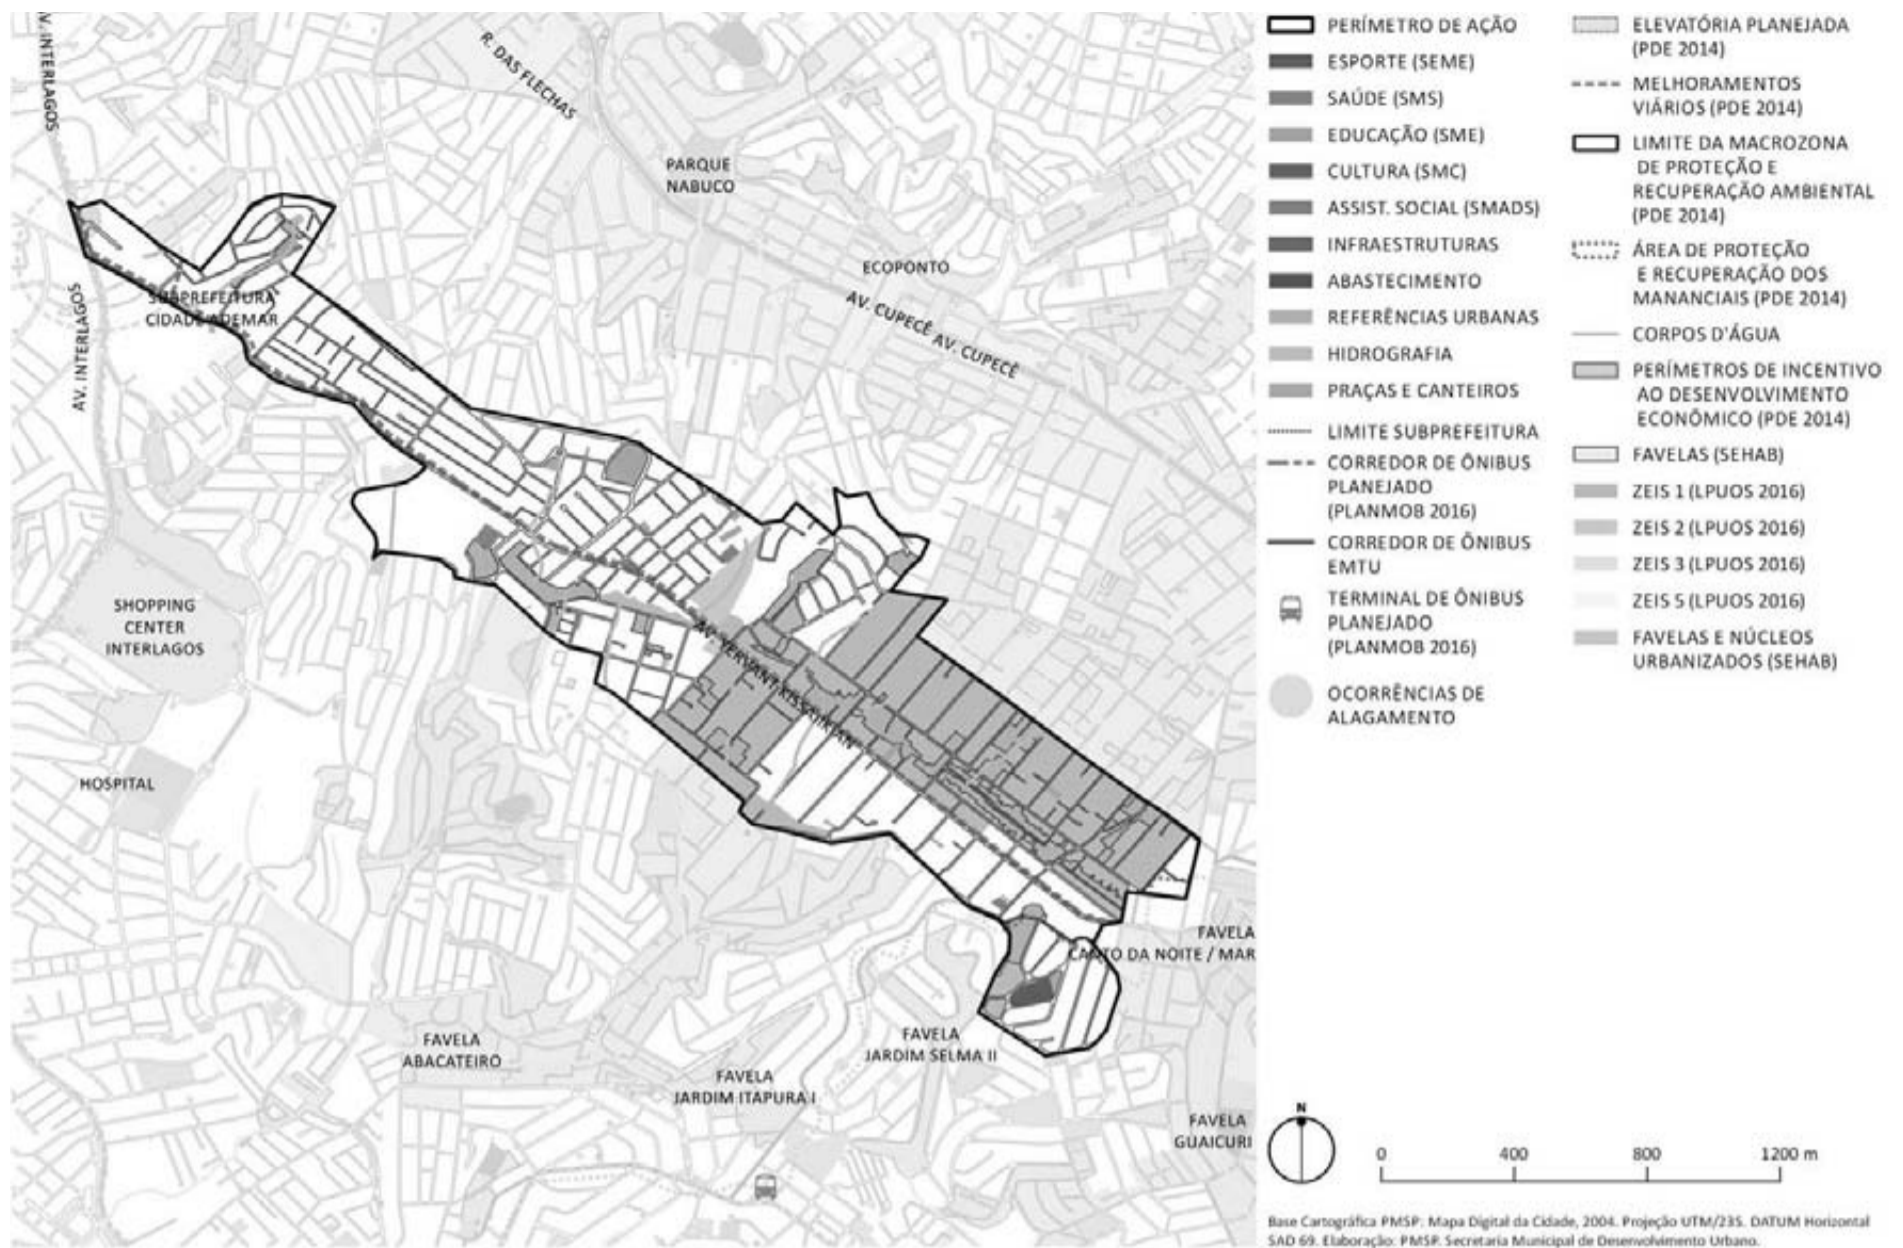 AV. INTERLAGOS
R. DAS FLECHAS
PARQUE
NABUCO
ECOPONTO
AV. CUPECÊ AV. CUPECÊ
SUBPREFEITURA
CIDADE ADEMAR
AV. INTERLAGOS
SHOPPING
CENTER
INTERLAGOS
AV. YERVANT KISSAJIKIAN
HOSPITAL
FAVELA
CANTO DA NOITE / MAR
FAVELA
ABACATEIRO
FAVELA
JARDIM SELMA II
FAVELA
JARDIM ITAPURA I
FAVELA
GUAICURI
PERÍMETRO DE AÇÃO
ESPORTE (SEME)
SAÚDE (SMS)
EDUCAÇÃO (SME)
CULTURA (SMC)
ASSIST. SOCIAL (SMADS)
INFRAESTRUTURAS
ABASTECIMENTO
REFERÊNCIAS URBANAS
HIDROGRAFIA
PRAÇAS E CANTEIROS
LIMITE SUBPREFEITURA
CORREDOR DE ÔNIBUS
PLANEJADO
(PLANMOB 2016)
CORREDOR DE ÔNIBUS
EMTU
TERMINAL DE ÔNIBUS
PLANEJADO
(PLANMOB 2016)
OCORRÊNCIAS DE
ALAGAMENTO
ELEVATÓRIA PLANEJADA
(PDE 2014)
MELHORAMENTOS
VIÁRIOS (PDE 2014)
LIMITE DA MACROZONA
DE PROTEÇÃO E
RECUPERAÇÃO AMBIENTAL
(PDE 2014)
ÁREA DE PROTEÇÃO
E RECUPERAÇÃO DOS
MANANCIAIS (PDE 2014)
CORPOS D'ÁGUA
PERÍMETROS DE INCENTIVO
AO DESENVOLVIMENTO
ECONÔMICO (PDE 2014)
FAVELAS (SEHAB)
ZEIS 1 (LPUOS 2016)
ZEIS 2 (LPUOS 2016)
ZEIS 3 (LPUOS 2016)
ZEIS 5 (LPUOS 2016)
FAVELAS E NÚCLEOS
URBANIZADOS (SEHAB)
N
0 400 800 1200 m
Base Cartográfica PMSP: Mapa Digital da Cidade, 2004. Projeção UTM/23S. DATUM Horizontal
SAD 69. Elaboração: PMSP. Secretaria Municipal de Desenvolvimento Urbano.